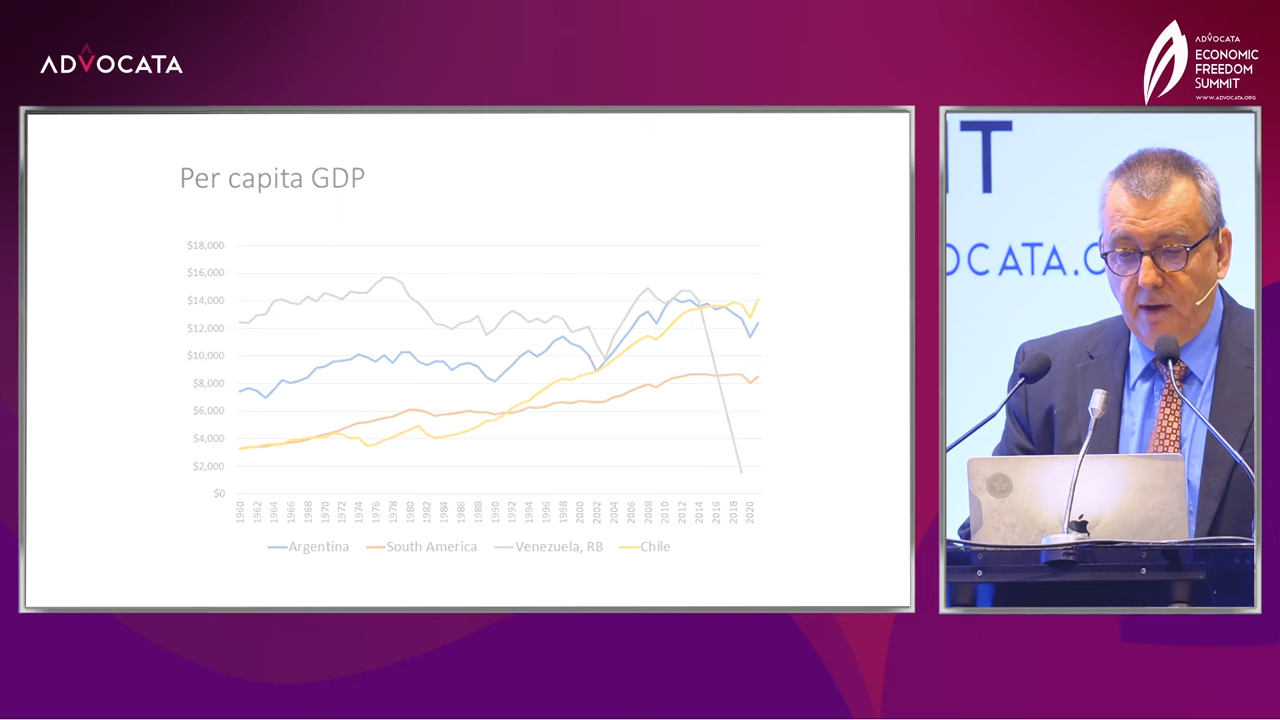 ADVOCATA
ADVOCATA
ECONOMIC
FREEDOM
SUMMIT
WWW.ADVOCATA.ORG
Per capita GDP
$18,000
$16,000
$14,000
$12,000
$10,000
$8,000
$6,000
$4,000
$2,000
$0
1960 1962 1964 1966 1968 1970 1972 1974 1976 1978 1980 1982 1984 1986 1988 1990 1992 1994 1996 1998 2000 2002 2004 2006 2008 2010 2012 2014 2016 2018 2020
Argentina South America Venezuela, RB Chile
IT
OCATA.O